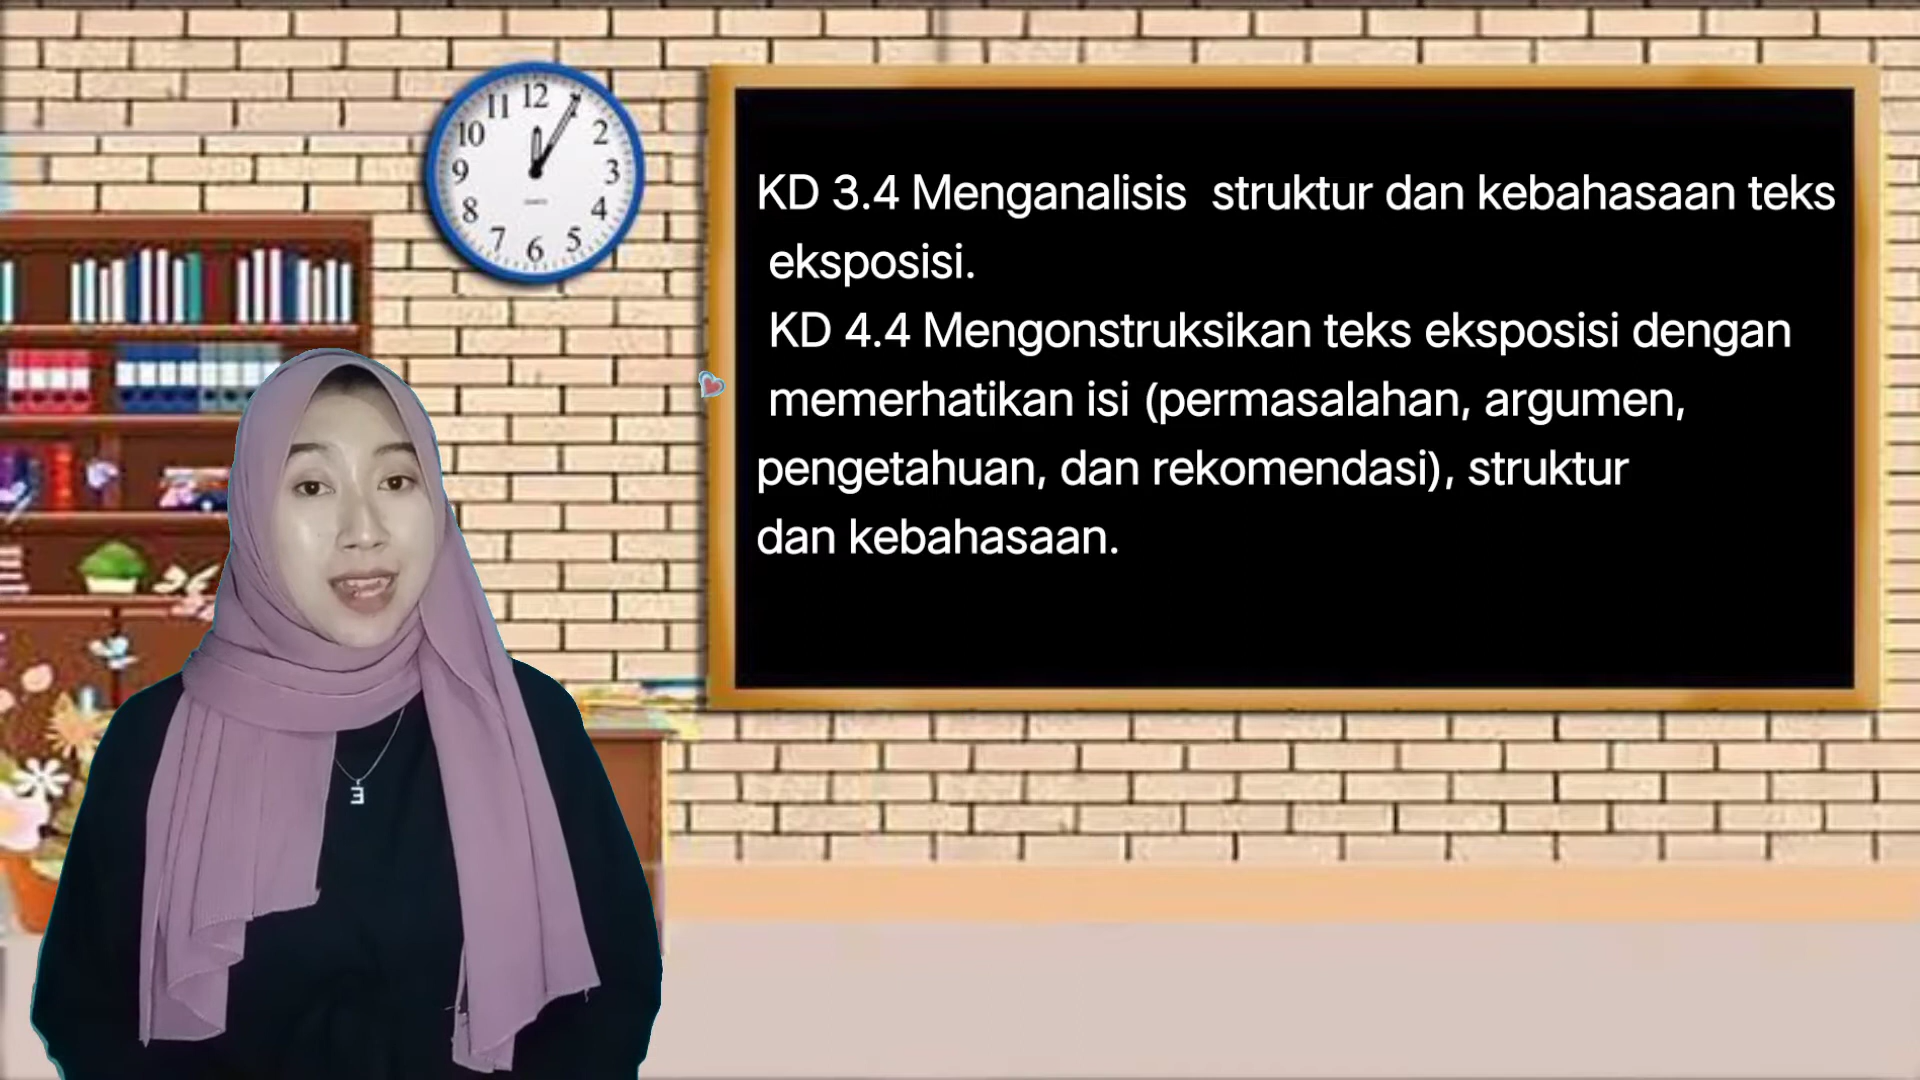 12
11
10
2
9
3
8
4
7
5
6
KD 3.4 Menganalisis  struktur dan kebahasaan teks
eksposisi.
KD 4.4 Mengonstruksikan teks eksposisi dengan
memerhatikan isi (permasalahan, argumen,
pengetahuan, dan rekomendasi), struktur
dan kebahasaan.